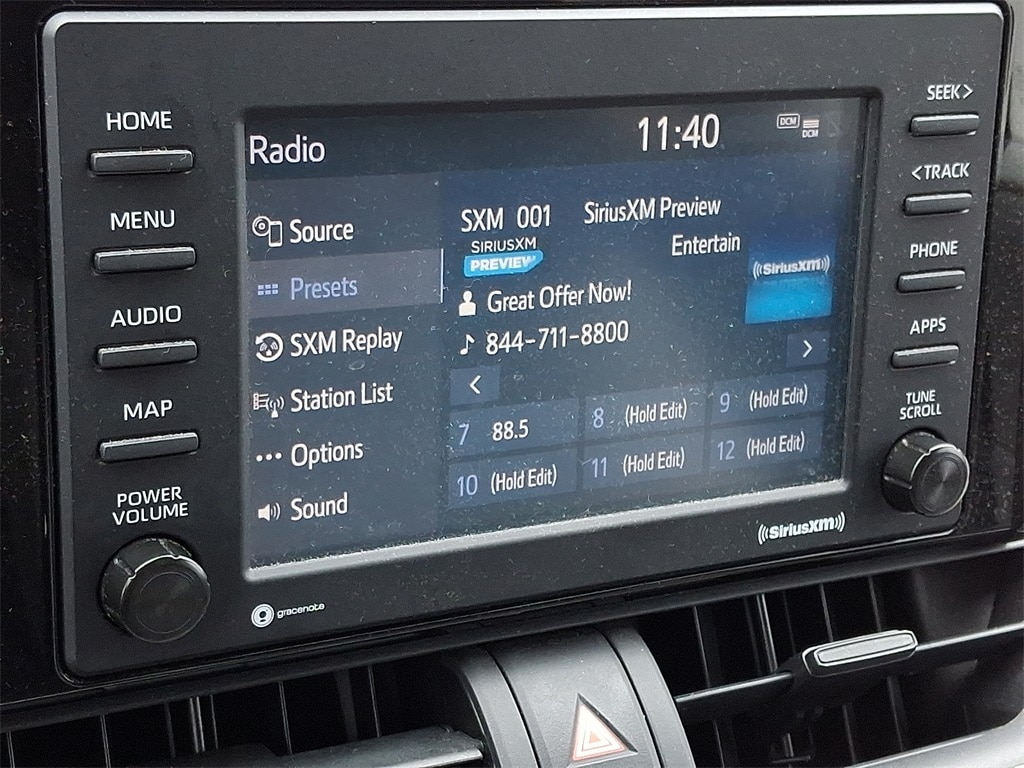 HOME
MENU
AUDIO
MAP
POWER
VOLUME
Radio
11:40
DCM
DCM
Source
Presets
SXM Replay
Station List
Options
Sound
SXM 001 SiriusXM Preview
Entertain
SIRIUSXM
PREVIEW
((SiriusXM))
Great Offer Now!
844-711-8800
<
>
7 88.5
8 (Hold Edit)
9 (Hold Edit)
10 (Hold Edit)
11 (Hold Edit)
12 (Hold Edit)
SEEK>
<TRACK
PHONE
APPS
TUNE
SCROLL
gracenote
((SiriusXM))